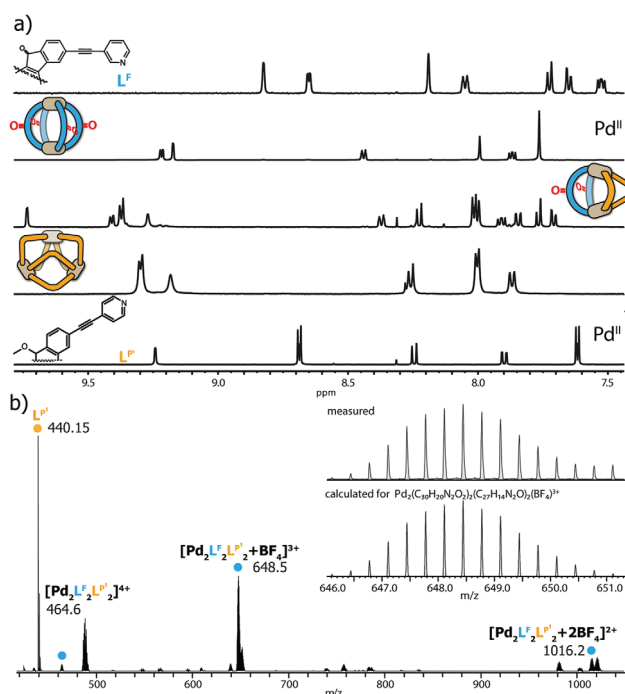 a)
O
N
L^F
O O O O
Pd^II
O O
N
O
L^P'
Pd^II
9.5 9.0 8.5 8.0 7.5
ppm
b)
L^P'
440.15
measured
calculated for Pd₂(C₃₀H₂₀N₂O₂)₂(C₂₇H₁₄N₂O)₂(BF₄)³⁺
[Pd₂L^F₂L^P'₂+BF₄]³⁺
648.5
[Pd₂L^F₂L^P'₂]⁴⁺
464.6
646.0 647.0 648.0 649.0 650.0 651.0
m/z
[Pd₂L^F₂L^P'₂+2BF₄]²⁺
1016.2
500 600 700 800 900 1000
m/z